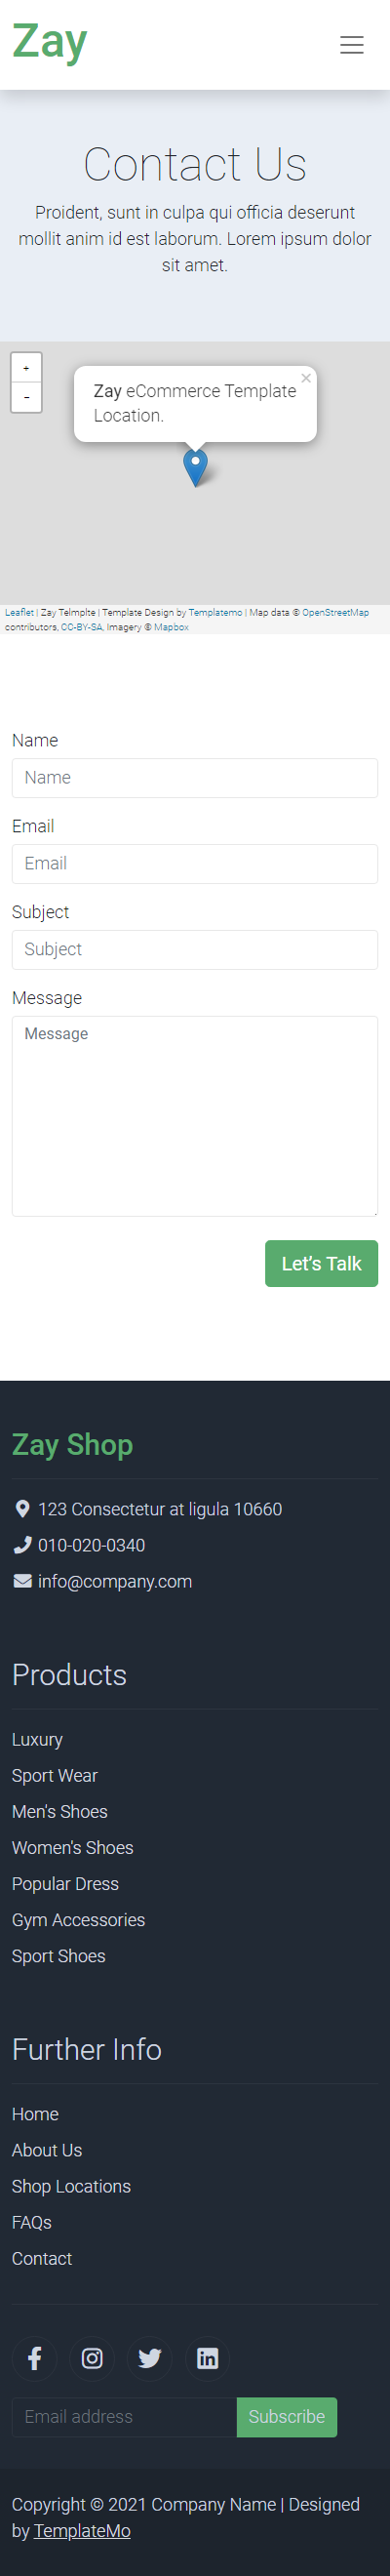 Zay
Contact Us
Proident, sunt in culpa qui officia deserunt
mollit anim id est laborum. Lorem ipsum dolor
sit amet.
+
×
Zay eCommerce Template
Location.
-
Leaflet | Zay Telmplte | Template Design by Templatemo | Map data © OpenStreetMap
contributors, CC-BY-SA, Imagery © Mapbox
Name
Name
Email
Email
Subject
Subject
Message
Message
Let's Talk
Zay Shop
123 Consectetur at ligula 10660
010-020-0340
info@company.com
Products
Luxury
Sport Wear
Men's Shoes
Women's Shoes
Popular Dress
Gym Accessories
Sport Shoes
Further Info
Home
About Us
Shop Locations
FAQs
Contact
Email address
Subscribe
Copyright © 2021 Company Name | Designed
by TemplateMo